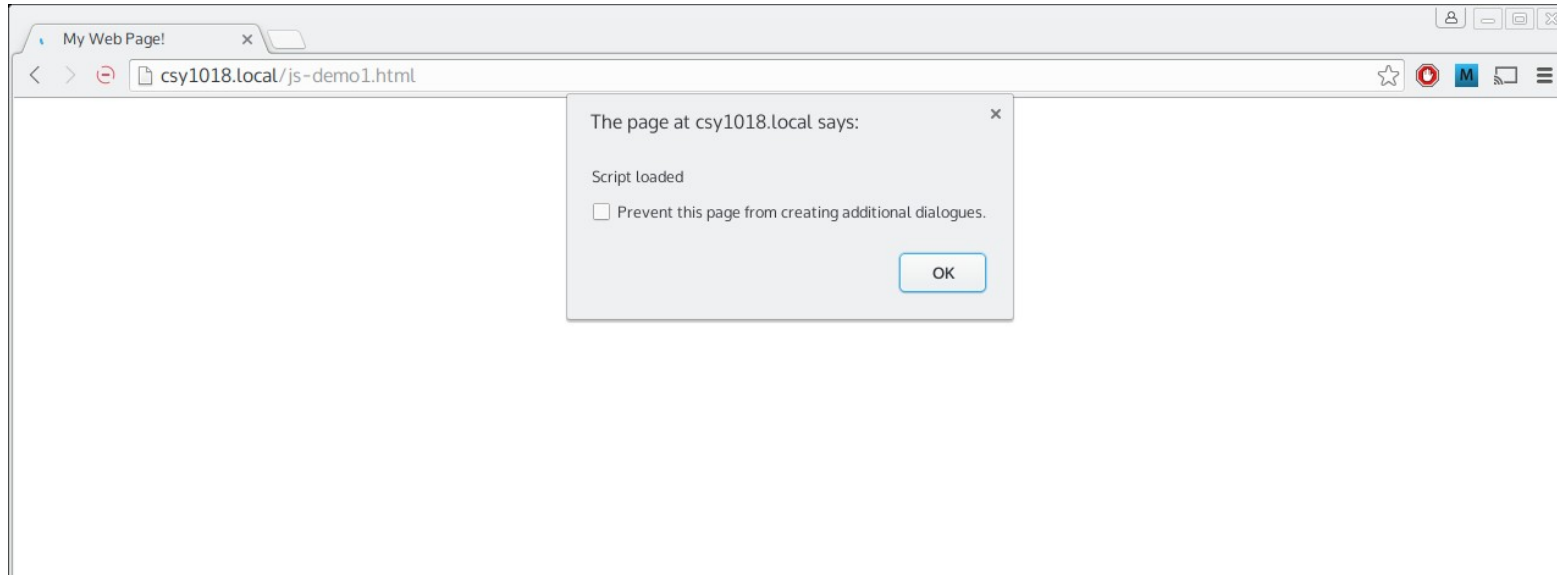 My Web Page!
csy1018.local/js-demo1.html
M
The page at csy1018.local says:
Script loaded
Prevent this page from creating additional dialogues.
OK